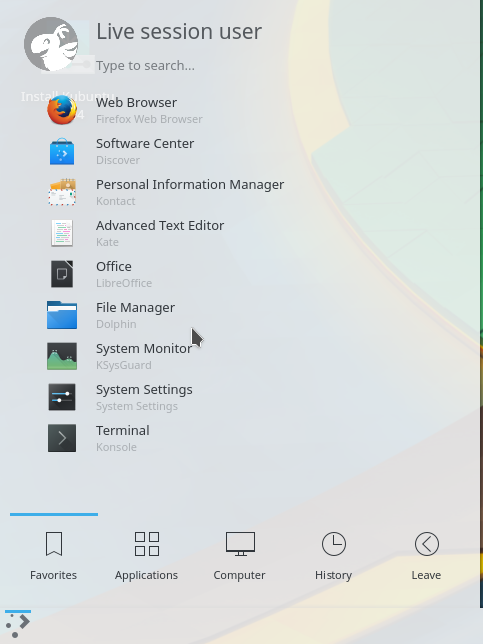 Live session user
Type to search...
Install Kubuntu
4
Web Browser
Firefox Web Browser
Software Center
Discover
Personal Information Manager
Kontact
Advanced Text Editor
Kate
Office
LibreOffice
File Manager
Dolphin
System Monitor
KSysGuard
System Settings
System Settings
Terminal
Konsole
Favorites
Applications
Computer
History
Leave